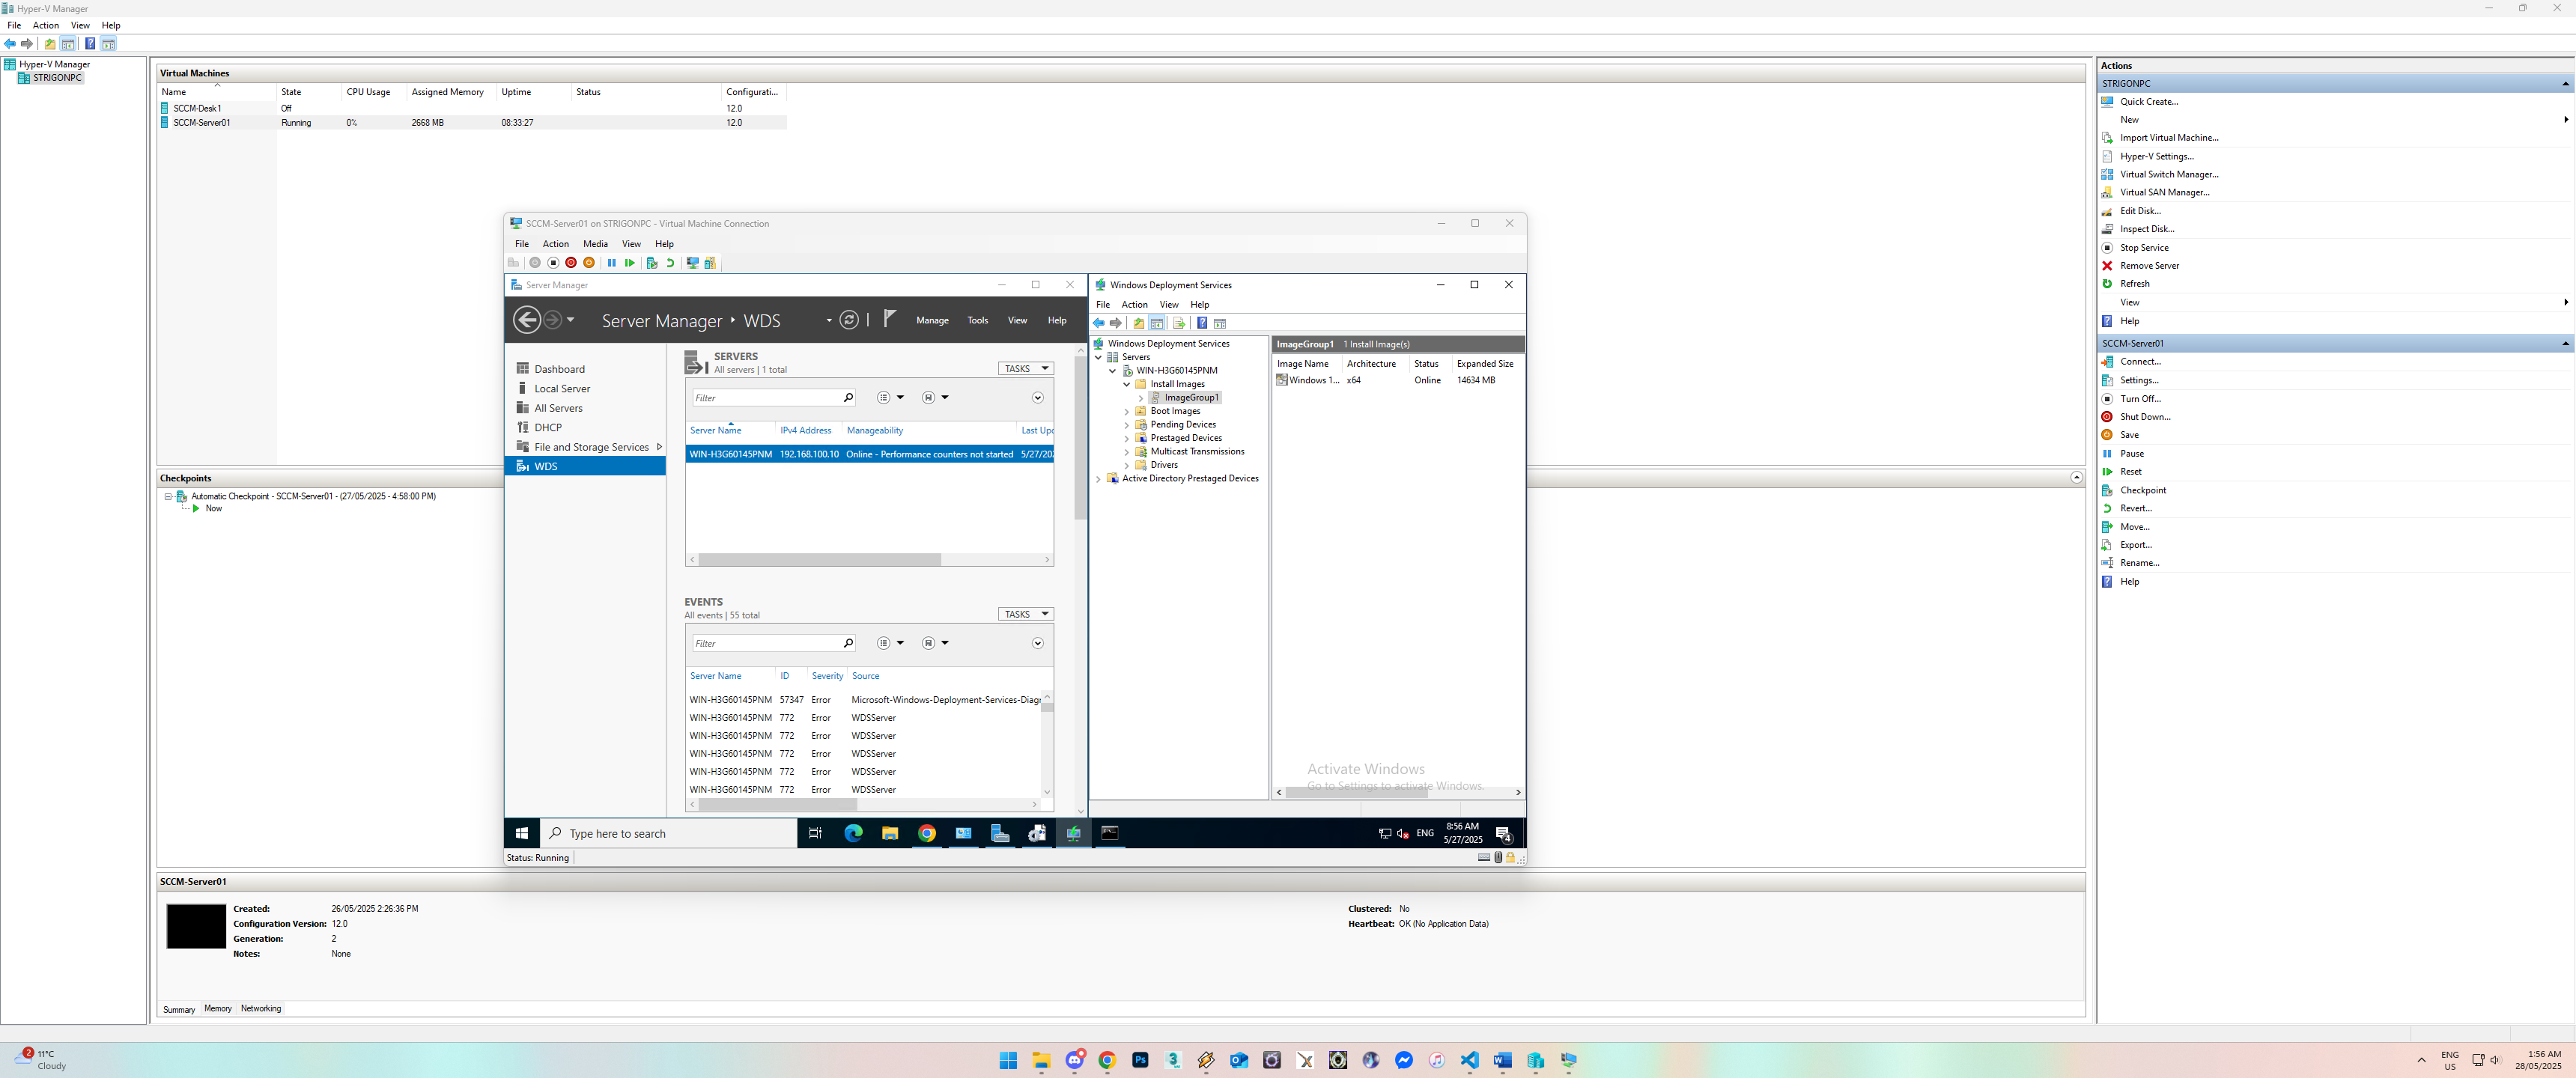 Hyper-V Manager
File Action View Help
Hyper-V Manager
STRIGONPC
Virtual Machines
Name State CPU Usage Assigned Memory Uptime Status Configurati...
SCCM-Desk1 Off 12.0
SCCM-Server01 Running 0% 2668 MB 08:33:27 12.0
Checkpoints
Automatic Checkpoint - SCCM-Server01 - (27/05/2025 - 4:58:00 PM)
Now
SCCM-Server01 on STRIGONPC - Virtual Machine Connection
File Action Media View Help
Server Manager
Server Manager WDS
Manage Tools View Help
Dashboard
Local Server
All Servers
DHCP
File and Storage Services
WDS
SERVERS
All servers | 1 total
TASKS
Filter
Server Name IPv4 Address Manageability Last Upd
WIN-H3G60145PNM 192.168.100.10 Online - Performance counters not started 5/27/202
EVENTS
All events | 55 total
TASKS
Filter
Server Name ID Severity Source
WIN-H3G60145PNM 57347 Error Microsoft-Windows-Deployment-Services-Diagn
WIN-H3G60145PNM 772 Error WDSServer
WIN-H3G60145PNM 772 Error WDSServer
WIN-H3G60145PNM 772 Error WDSServer
WIN-H3G60145PNM 772 Error WDSServer
WIN-H3G60145PNM 772 Error WDSServer
Windows Deployment Services
File Action View Help
Windows Deployment Services
Servers
WIN-H3G60145PNM
Install Images
ImageGroup1
Boot Images
Pending Devices
Prestaged Devices
Multicast Transmissions
Drivers
Active Directory Prestaged Devices
ImageGroup1 1 Install Image(s)
Image Name Architecture Status Expanded Size
Windows 1... x64 Online 14634 MB
Activate Windows
Go to Settings to activate Windows.
Type here to search
ENG
8:56 AM
5/27/2025
4
Status: Running
SCCM-Server01
Created: 26/05/2025 2:26:36 PM
Configuration Version: 12.0
Generation: 2
Notes: None
Clustered: No
Heartbeat: OK (No Application Data)
Summary Memory Networking
Actions
STRIGONPC
Quick Create...
New
Import Virtual Machine...
Hyper-V Settings...
Virtual Switch Manager...
Virtual SAN Manager...
Edit Disk...
Inspect Disk...
Stop Service
Remove Server
Refresh
View
Help
SCCM-Server01
Connect...
Settings...
Turn Off...
Shut Down...
Save
Pause
Reset
Checkpoint
Revert...
Move...
Export...
Rename...
Help
2
11°C
Cloudy
Ps
3
ENG
US
1:56 AM
28/05/2025